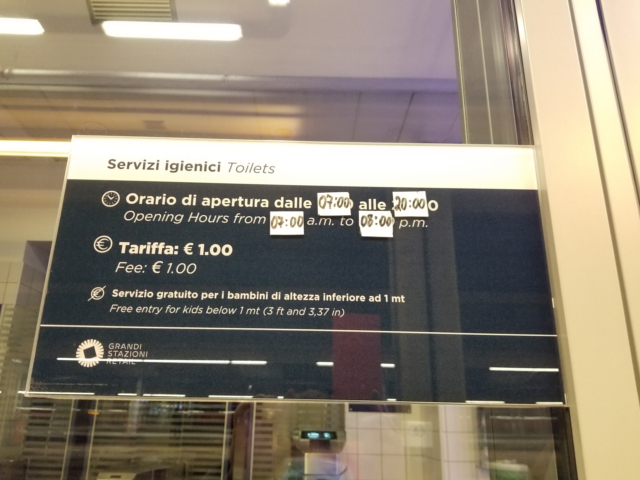 Servizi igienici Toilets
Orario di apertura dalle 07:00 alle 20:00
Opening Hours from 07:00 a.m. to 08:00 p.m.
Tariffa: € 1.00
Fee: € 1.00
Servizio gratuito per i bambini di altezza inferiore ad 1 mt
Free entry for kids below 1 mt (3 ft and 3,37 in)
GRANDI
STAZIONI
RETAIL